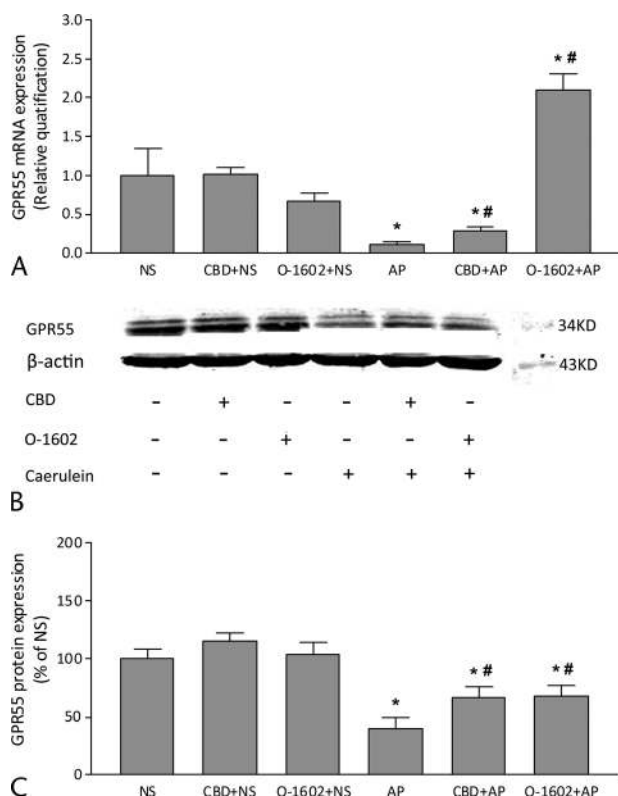 GPR55 mRNA expression
(Relative quatification)
3.0
2.5
2.0
1.5
1.0
0.5
0.0
*
* #
* #
NS CBD+NS O-1602+NS AP CBD+AP O-1602+AP
A
GPR55 34KD
β-actin 43KD
CBD - + - - + -
O-1602 - - + - - +
Caerulein - - - + + +
B
GPR55 protein expression
(% of NS)
200
150
100
50
0
*
* #
* #
NS CBD+NS O-1602+NS AP CBD+AP O-1602+AP
C